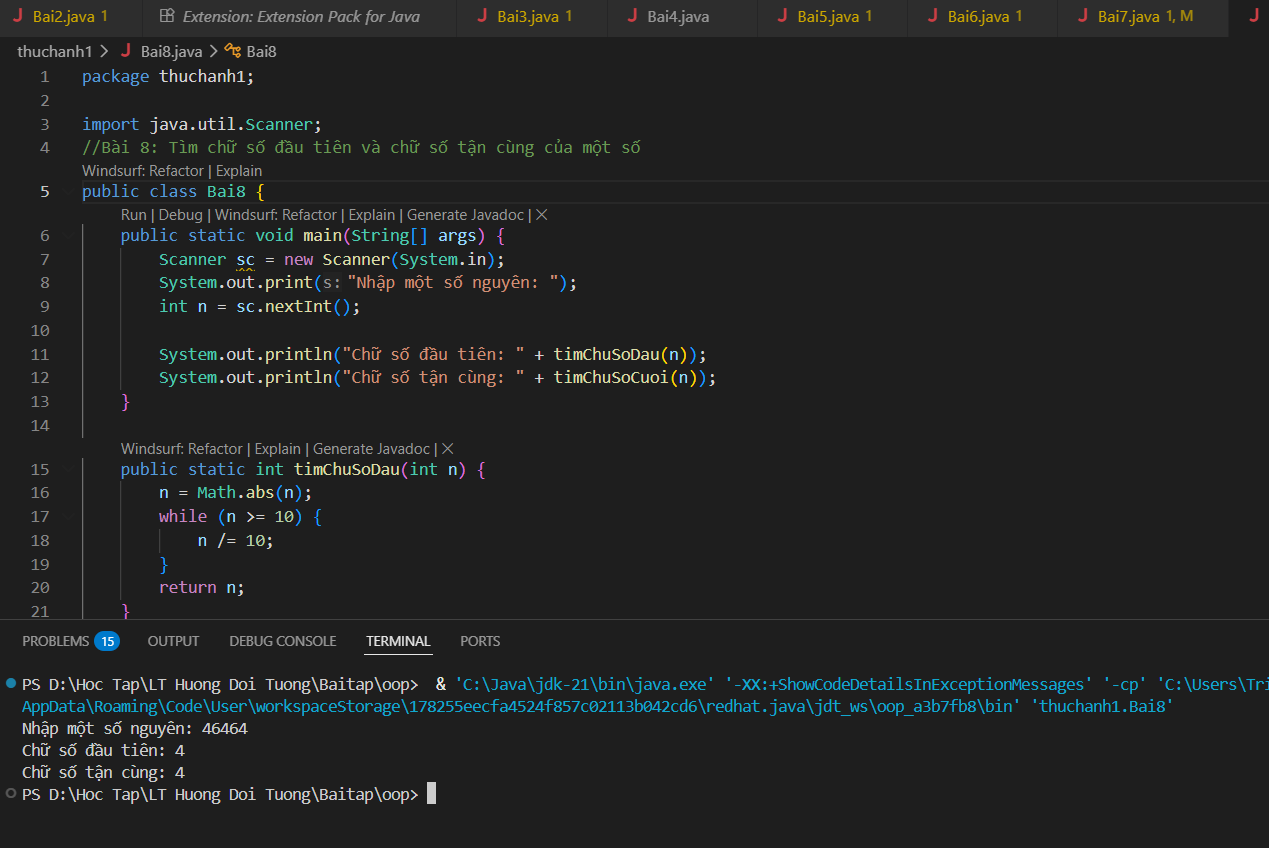 Bai2.java 1 Extension: Extension Pack for Java Bai3.java 1 Bai4.java Bai5.java 1 Bai6.java 1 Bai7.java 1, M
thuchanh1 > Bai8.java > Bai8
1 package thuchanh1;
2
3 import java.util.Scanner;
4 //Bài 8: Tìm chữ số đầu tiên và chữ số tận cùng của một số
Windsurf: Refactor | Explain
5 public class Bai8 {
Run | Debug | Windsurf: Refactor | Explain | Generate Javadoc | ×
6 public static void main(String[] args) {
7 Scanner sc = new Scanner(System.in);
8 System.out.print(s: "Nhập một số nguyên: ");
9 int n = sc.nextInt();
10
11 System.out.println("Chữ số đầu tiên: " + timChuSoDau(n));
12 System.out.println("Chữ số tận cùng: " + timChuSoCuoi(n));
13 }
14
Windsurf: Refactor | Explain | Generate Javadoc | ×
15 public static int timChuSoDau(int n) {
16 n = Math.abs(n);
17 while (n >= 10) {
18 n /= 10;
19 }
20 return n;
21 }
PROBLEMS 15 OUTPUT DEBUG CONSOLE TERMINAL PORTS
PS D:\Hoc Tap\LT Huong Doi Tuong\Baitap\oop> & 'C:\Java\jdk-21\bin\java.exe' '-XX:+ShowCodeDetailsInExceptionMessages' '-cp' 'C:\Users\Tri
AppData\Roaming\Code\User\workspaceStorage\178255eecfa4524f857c02113b042cd6\redhat.java\jdt_ws\oop_a3b7fb8\bin' 'thuchanh1.Bai8'
Nhập một số nguyên: 46464
Chữ số đầu tiên: 4
Chữ số tận cùng: 4
PS D:\Hoc Tap\LT Huong Doi Tuong\Baitap\oop>